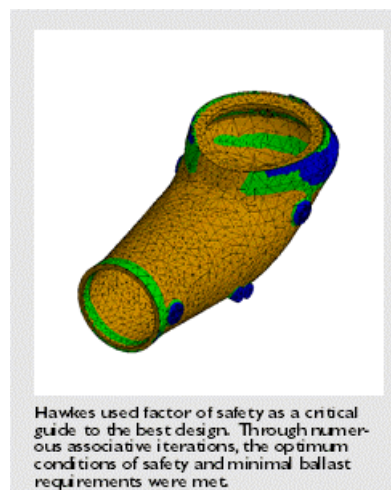 Hawkes used factor of safety as a critical
guide to the best design. Through numer-
ous associative iterations, the optimum
conditions of safety and minimal ballast
requirements were met.